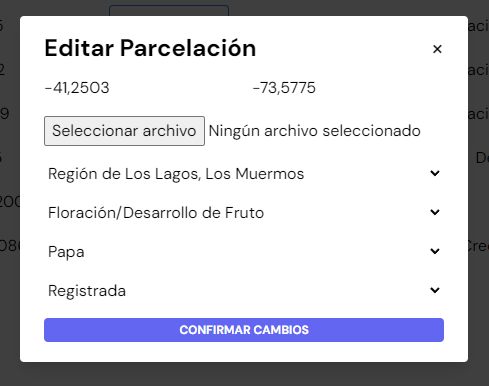 Editar Parcelación ×
-41,2503 -73,5775
Seleccionar archivo Ningún archivo seleccionado
Región de Los Lagos, Los Muermos
Floración/Desarrollo de Fruto
Papa
Registrada
CONFIRMAR CAMBIOS